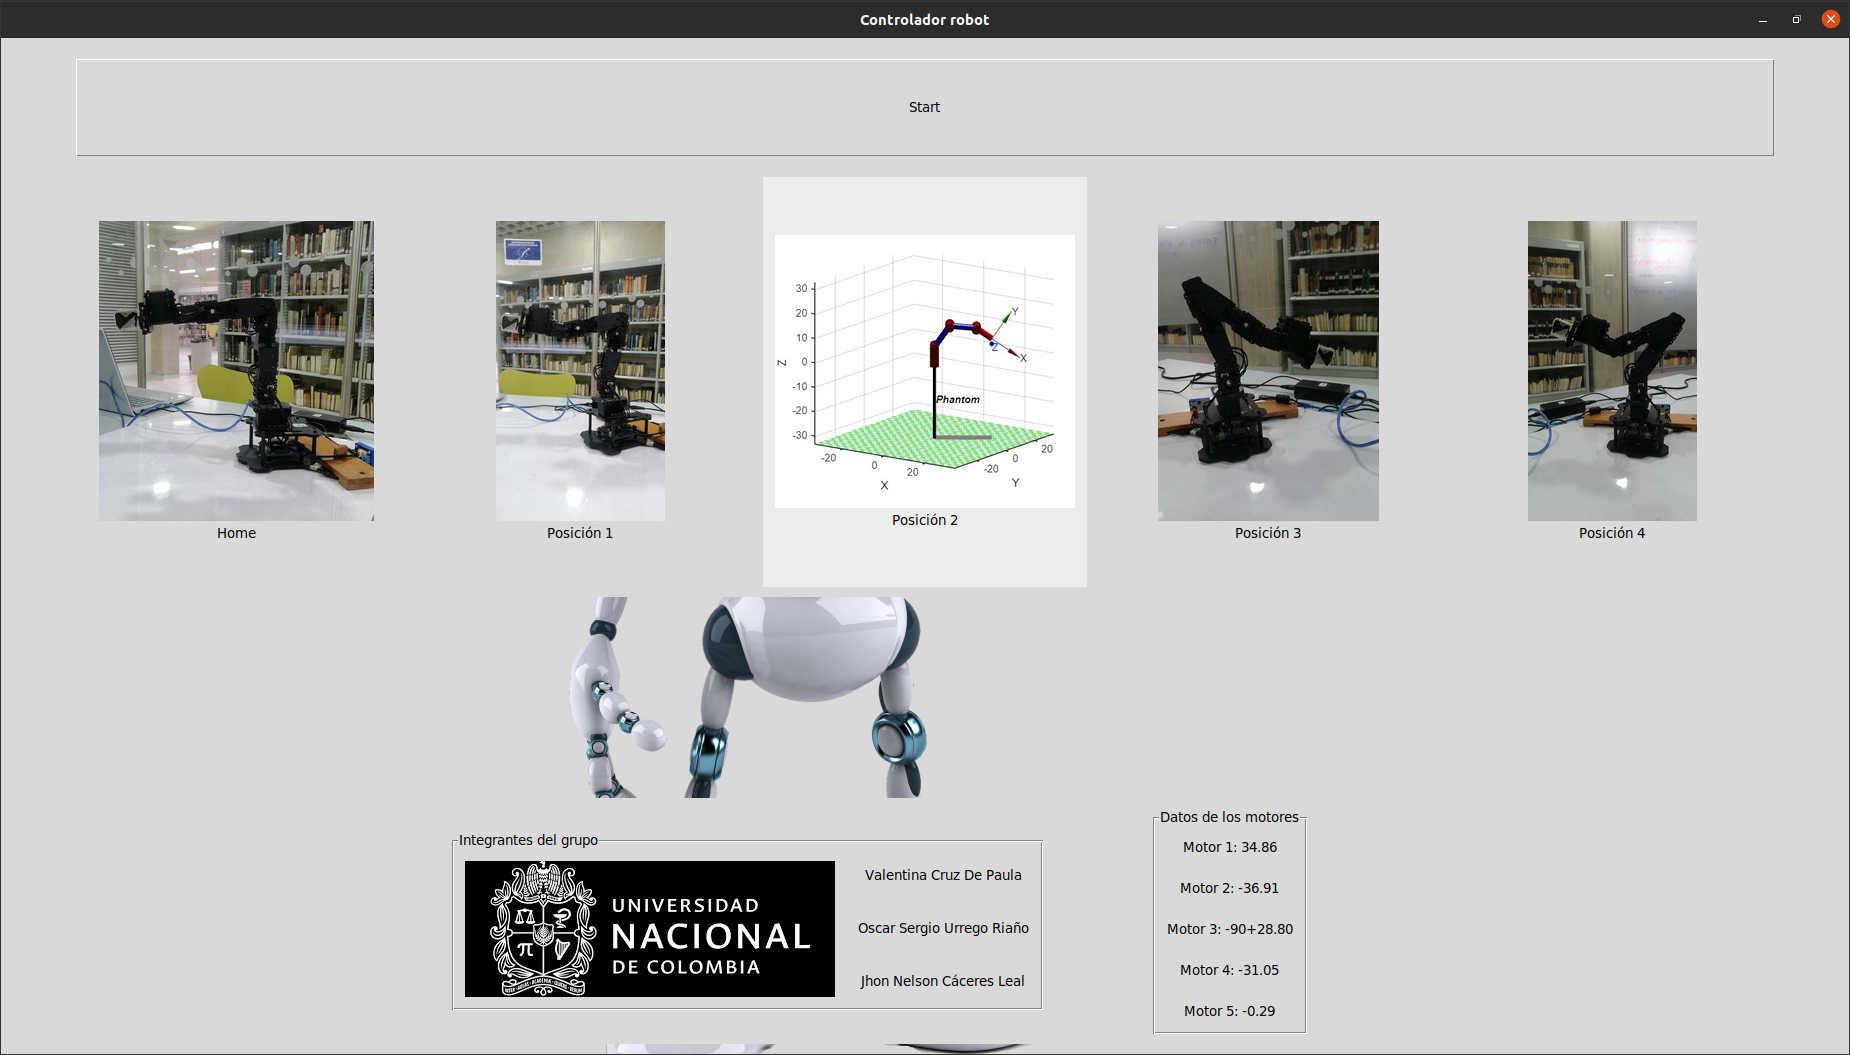 Controlador robot
Start
30
20
10
0
-10
-20
-30
Z
Y
Z
X
Phantom
-20
0
20
X
-20
0
20
Y
Home
Posición 1
Posición 2
Posición 3
Posición 4
Integrantes del grupo
UNIVERSIDAD
NACIONAL
DE COLOMBIA
Valentina Cruz De Paula
Oscar Sergio Urrego Riaño
Jhon Nelson Cáceres Leal
Datos de los motores
Motor 1: 34.86
Motor 2: -36.91
Motor 3: -90+28.80
Motor 4: -31.05
Motor 5: -0.29